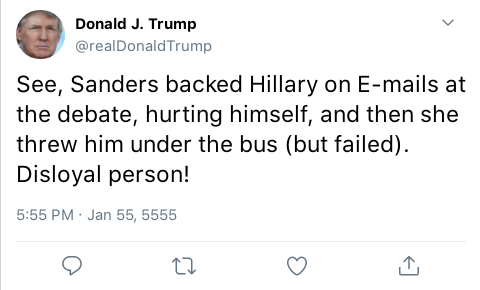 Donald J. Trump
@realDonaldTrump
See, Sanders backed Hillary on E-mails at
the debate, hurting himself, and then she
threw him under the bus (but failed).
Disloyal person!
5:55 PM · Jan 55, 5555